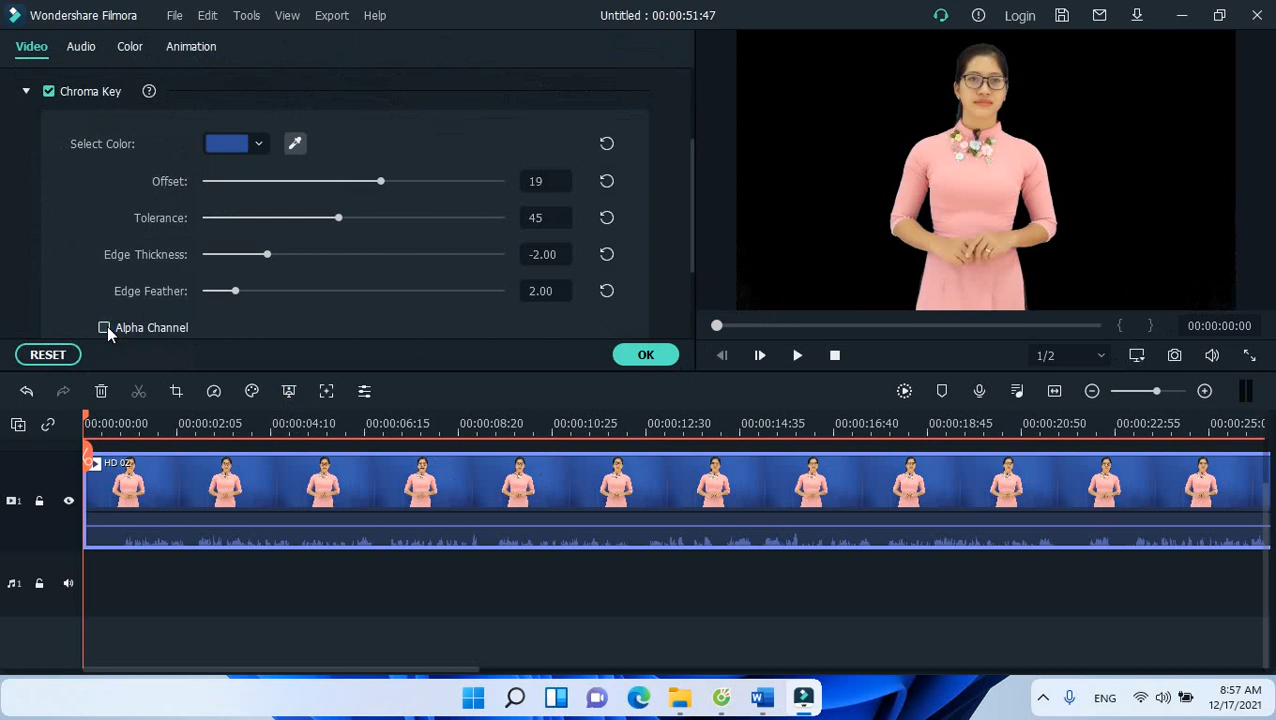 Wondershare Filmora File Edit Tools View Export Help Untitled : 00:00:51:47 Login
Video Audio Color Animation
Chroma Key
Select Color:
Offset: 19
Tolerance: 45
Edge Thickness: -2.00
Edge Feather: 2.00
Alpha Channel
00:00:00:00
RESET OK 1/2
00:00:00:00 00:00:02:05 00:00:04:10 00:00:06:15 00:00:08:20 00:00:10:25 00:00:12:30 00:00:14:35 00:00:16:40 00:00:18:45 00:00:20:50 00:00:22:55 00:00:25:0
1
1
ENG
8:57 AM
12/17/2021